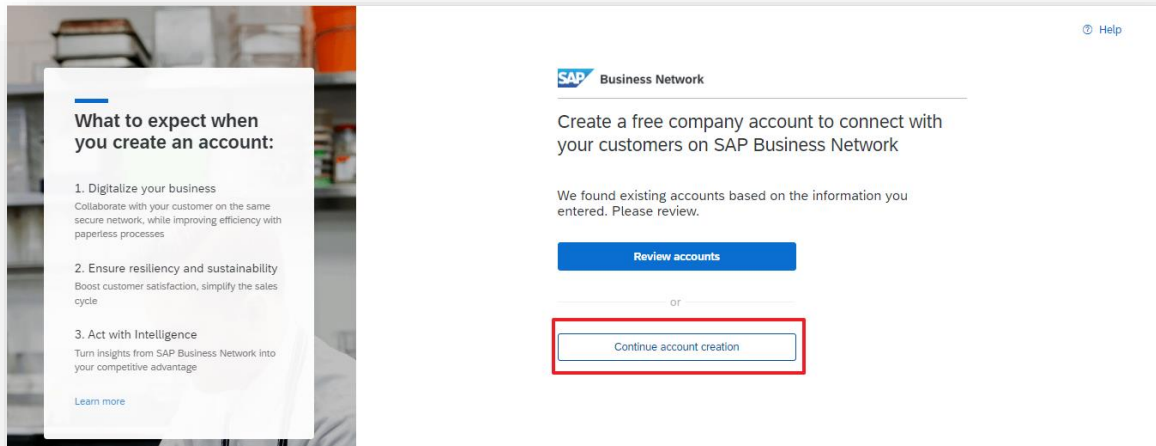 Help
SAP Business Network
Create a free company account to connect with
your customers on SAP Business Network
We found existing accounts based on the information you
entered. Please review.
Review accounts
or
Continue account creation
What to expect when
you create an account:
1. Digitalize your business
Collaborate with your customer on the same
secure network, while improving efficiency with
paperless processes
2. Ensure resiliency and sustainability
Boost customer satisfaction, simplify the sales
cycle
3. Act with Intelligence
Turn insights from SAP Business Network into
your competitive advantage
Learn more